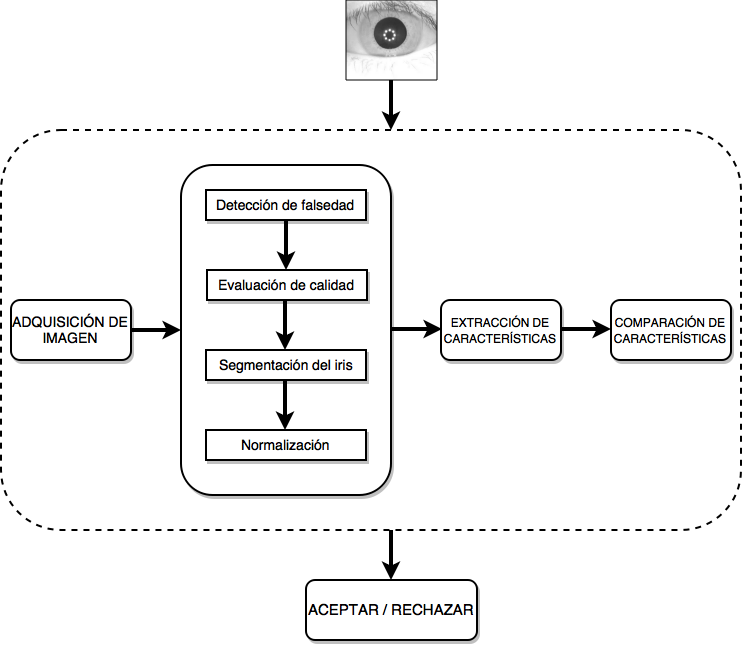 ADQUISICIÓN DE
IMAGEN
Detección de falsedad
Evaluación de calidad
Segmentación del iris
Normalización
EXTRACCIÓN DE
CARACTERÍSTICAS
COMPARACIÓN DE
CARACTERÍSTICAS
ACEPTAR / RECHAZAR